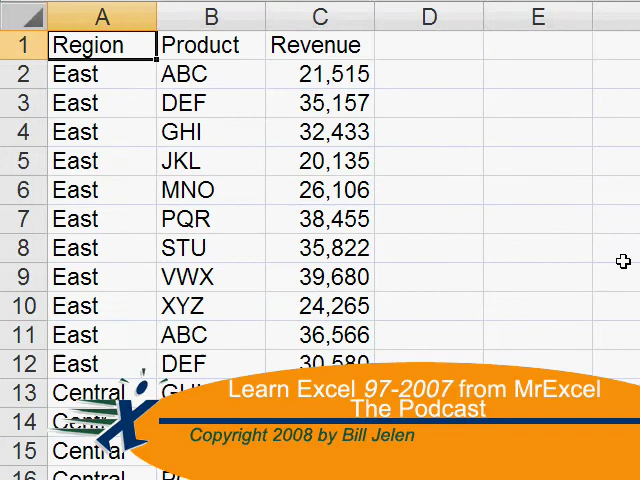 A B C D E
1 Region Product Revenue
2 East ABC 21,515
3 East DEF 35,157
4 East GHI 32,433
5 East JKL 20,135
6 East MNO 26,106
7 East PQR 38,455
8 East STU 35,822
9 East VWX 39,680
10 East XYZ 24,265
11 East ABC 36,566
12 East DEF 30,580
13 Central
14
15 Central
16 Central
Learn Excel 97-2007 from MrExcel
The Podcast
Copyright 2008 by Bill Jelen